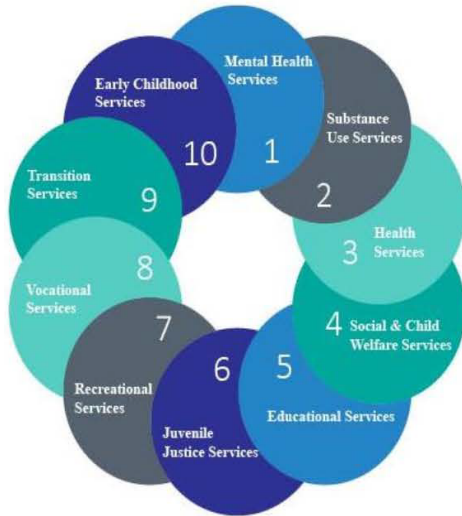 Mental Health
Services
1
Substance
Use Services
2
Health
Services
3
Social & Child
Welfare Services
4
Educational Services
5
Juvenile
Justice Services
6
Recreational
Services
7
Vocational
Services
8
Transition
Services
9
Early Childhood
Services
10